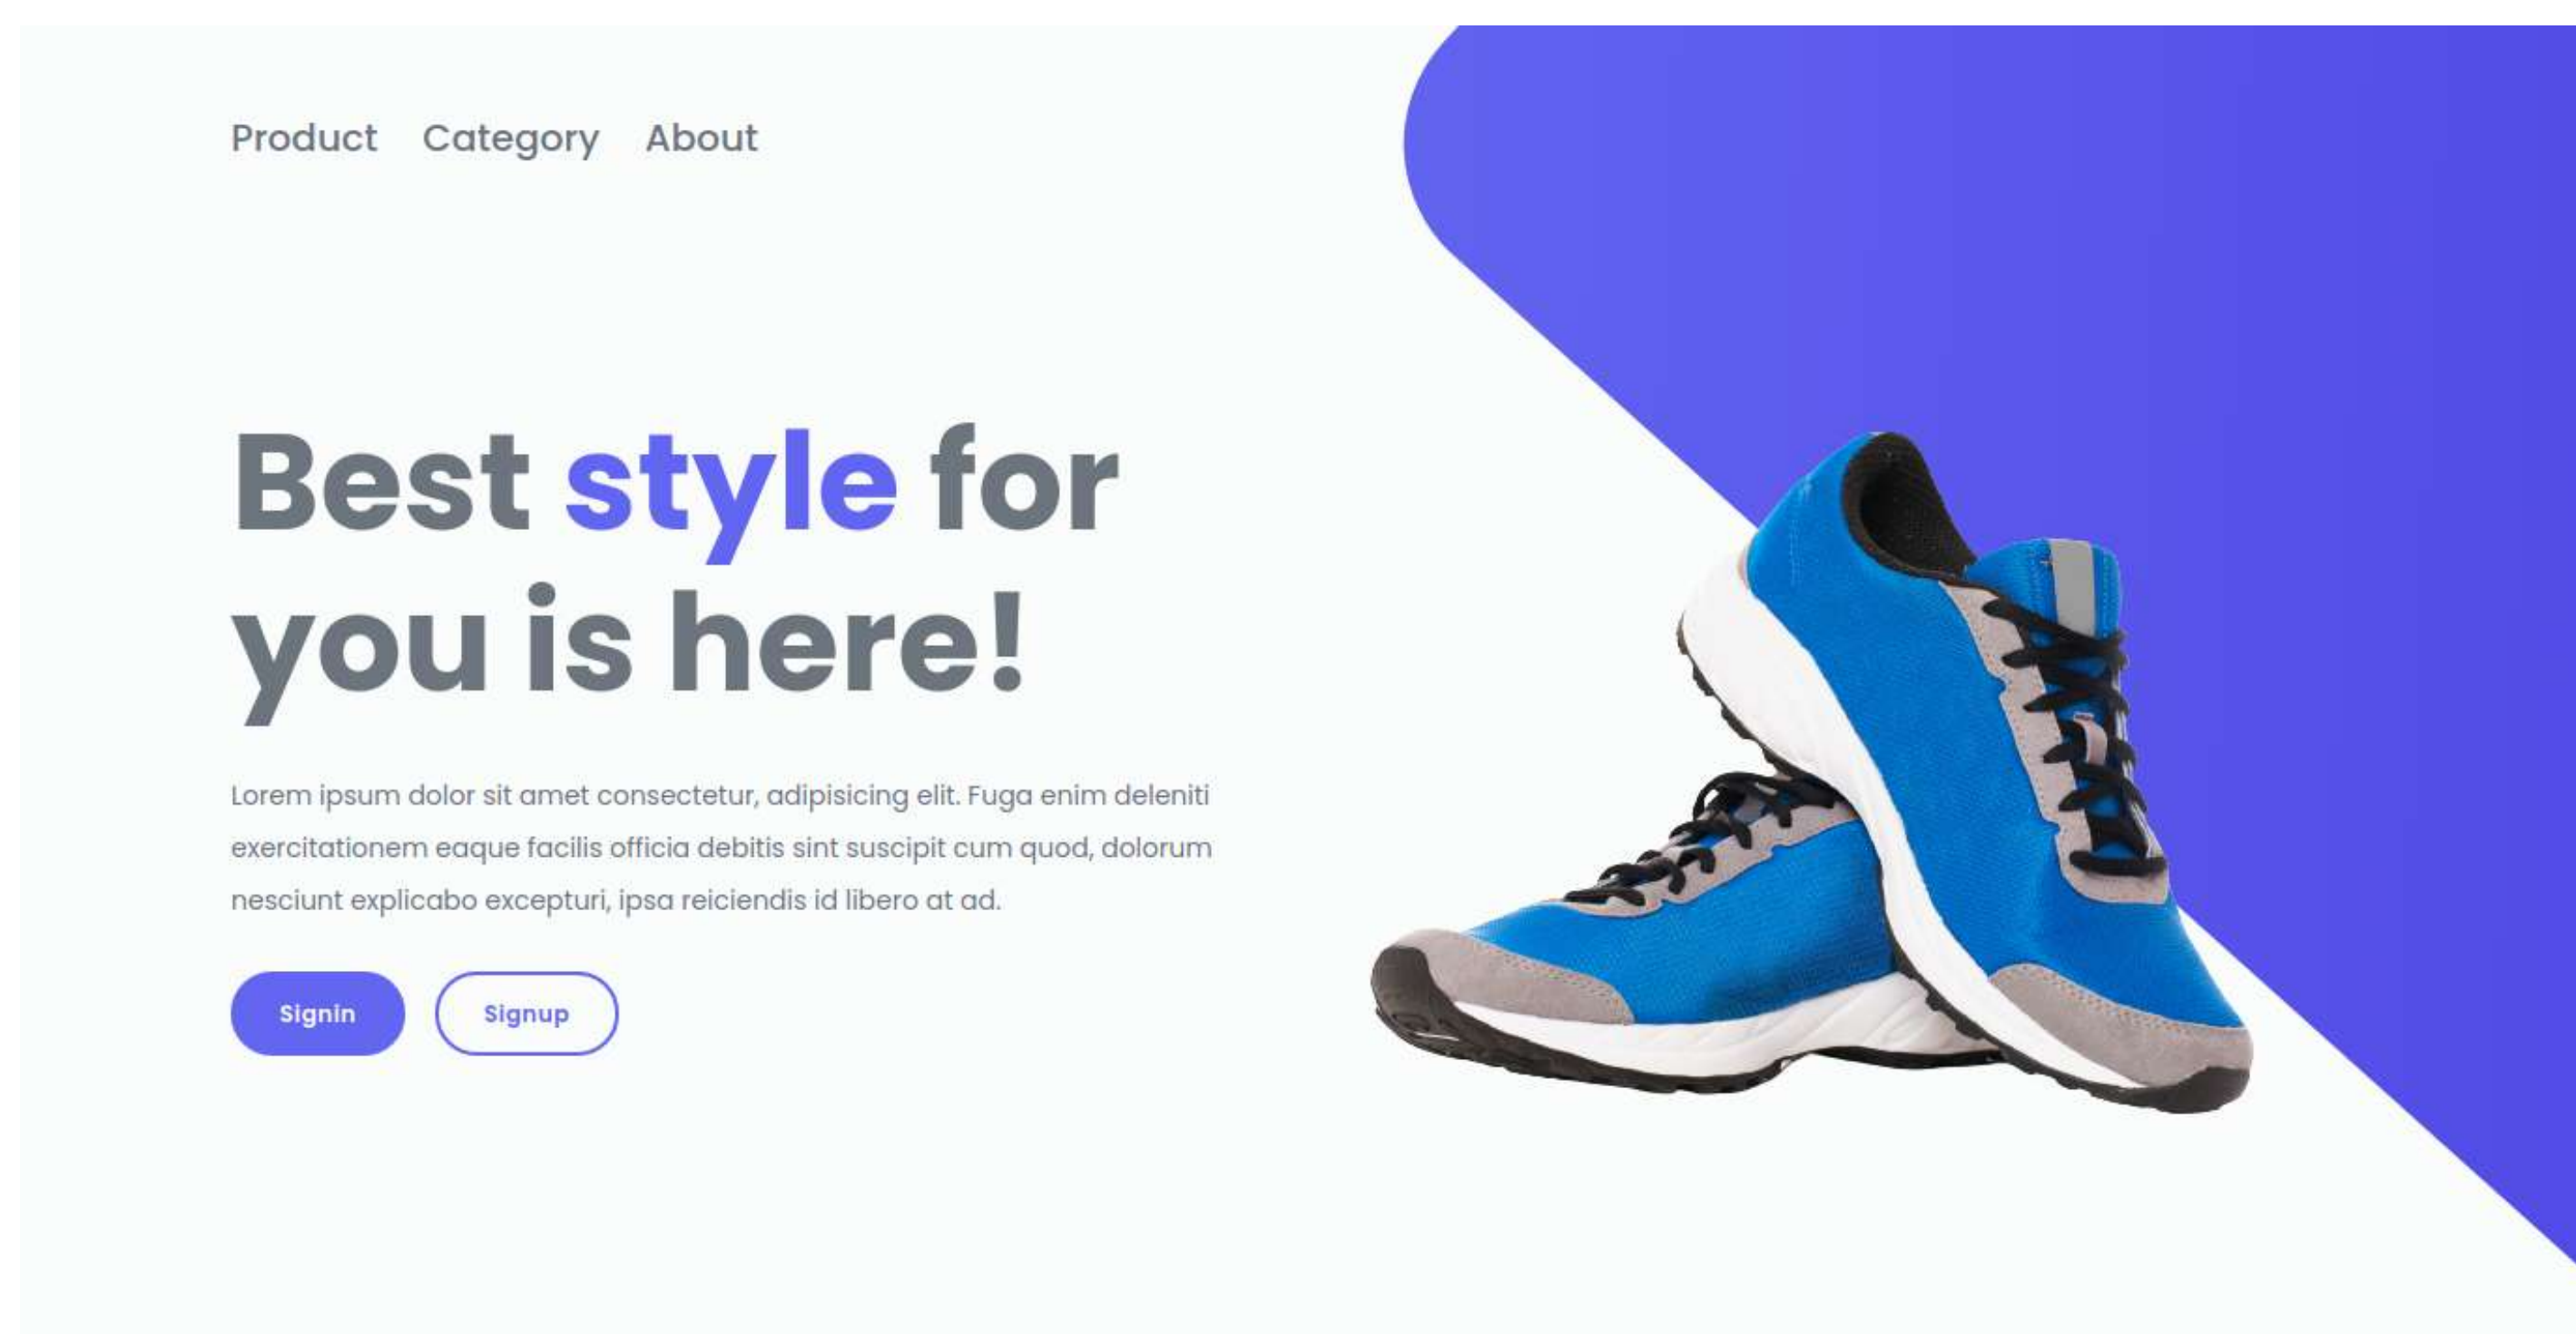 Product Category About
Best style for
you is here!
Lorem ipsum dolor sit amet consectetur, adipisicing elit. Fuga enim deleniti
exercitationem eaque facilis officia debitis sint suscipit cum quod, dolorum
nesciunt explicabo excepturi, ipsa reiciendis id libero at ad.
Signin Signup